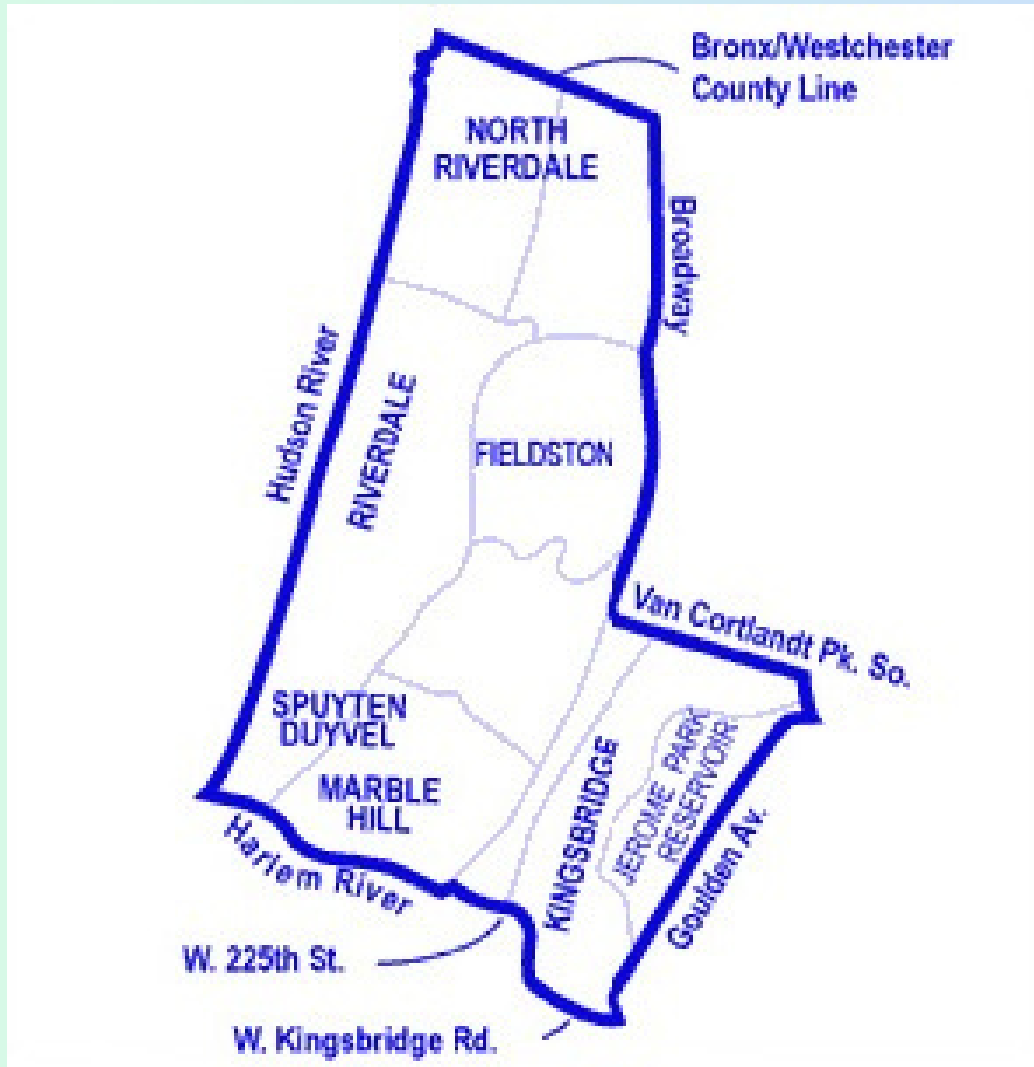 Bronx/Westchester
County Line
NORTH
RIVERDALE
Broadway
Hudson River
RIVERDALE
FIELDSTON
Van Cortlandt Pk. So.
SPUYTEN
DUYVEL
MARBLE
HILL
KINGSBRIDGE
JEROME PARK
RESERVOIR
Goulden Av.
Harlem River
W. 225th St.
W. Kingsbridge Rd.